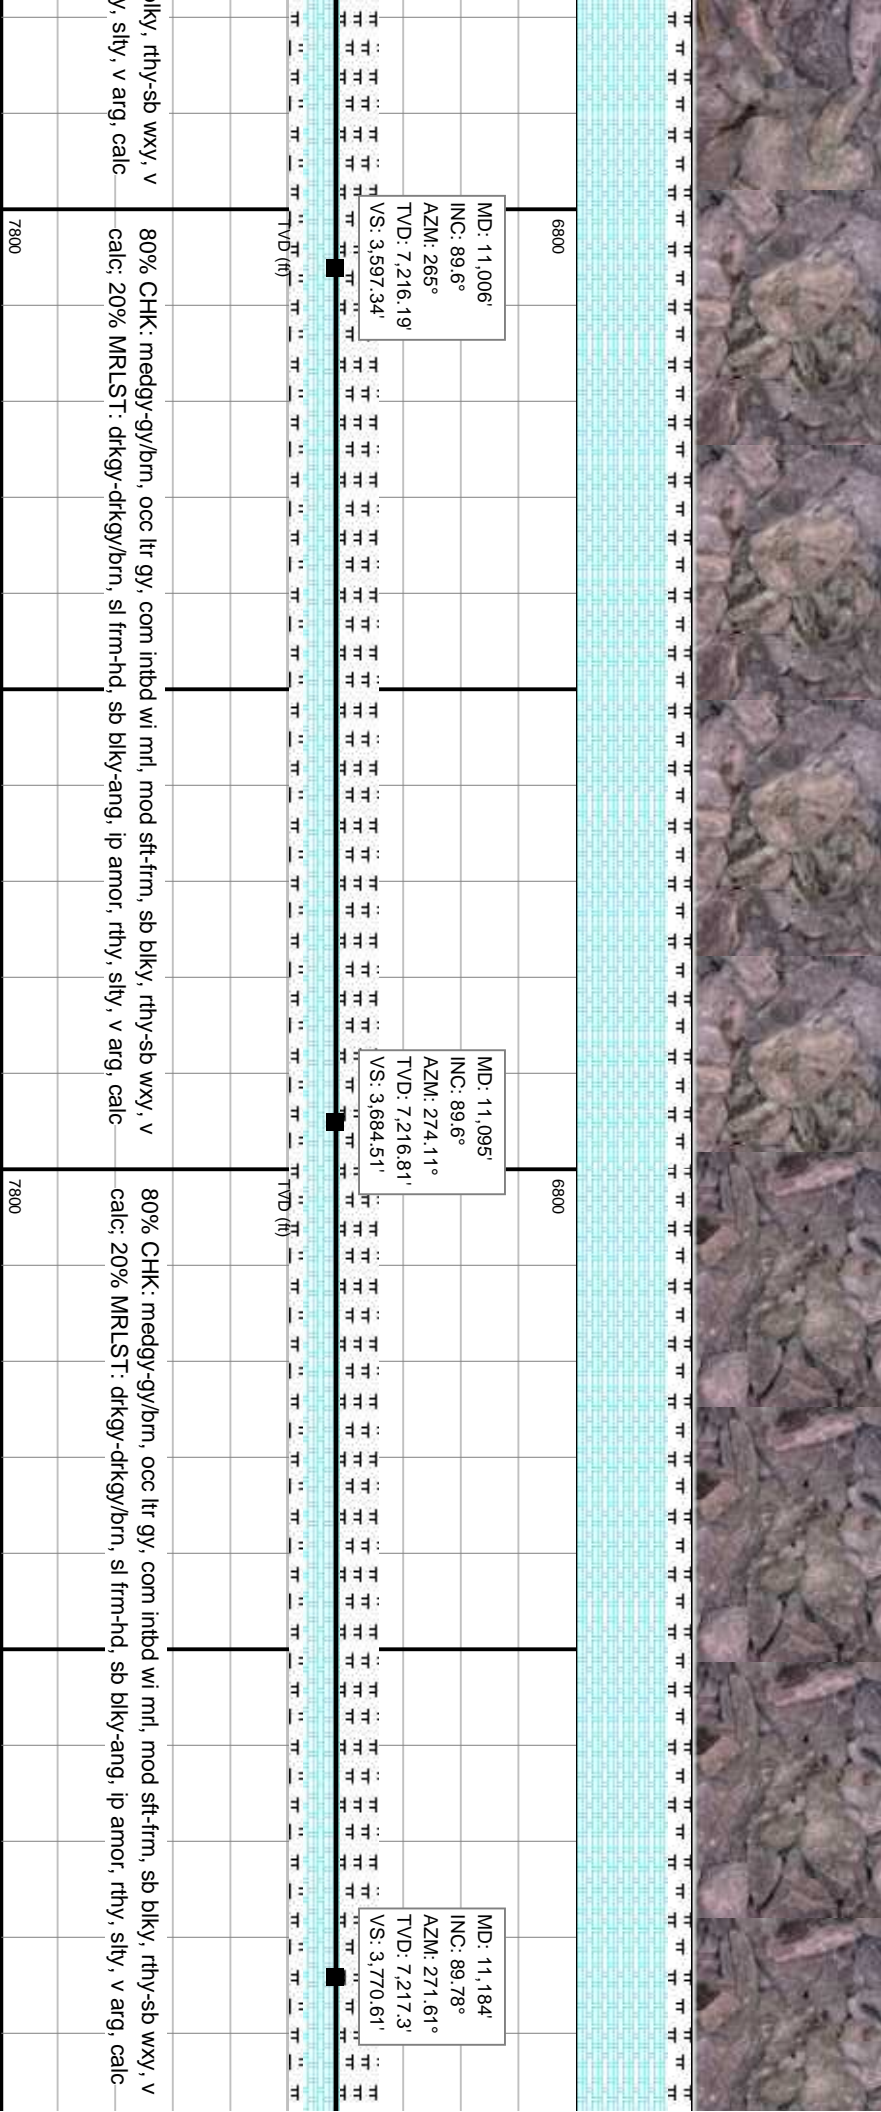 blky, rthy-sb wxy, v
y, slty, v arg, calc
6800
MD: 11,006'
INC: 89.6°
AZM: 265°
TVD: 7,216.19'
VS: 3,597.34'
TVD (ft)
7800
80% CHK: medgy-gy/brn, occ ltr gy, com intbd wi mrl, mod sft-frm, sb blky, rthy-sb wxy, v
calc; 20% MRLST: drkgy-drkgy/brn, sl frm-hd, sb blky-ang, ip amor, rthy, slty, v arg, calc
MD: 11,095'
INC: 89.6°
AZM: 274.11°
TVD: 7,216.81'
VS: 3,684.51'
6800
TVD (ft)
7800
80% CHK: medgy-gy/brn, occ ltr gy, com intbd wi mrl, mod sft-frm, sb blky, rthy-sb wxy, v
calc; 20% MRLST: drkgy-drkgy/brn, sl frm-hd, sb blky-ang, ip amor, rthy, slty, v arg, calc
MD: 11,184'
INC: 89.78°
AZM: 271.61°
TVD: 7,217.3'
VS: 3,770.61'